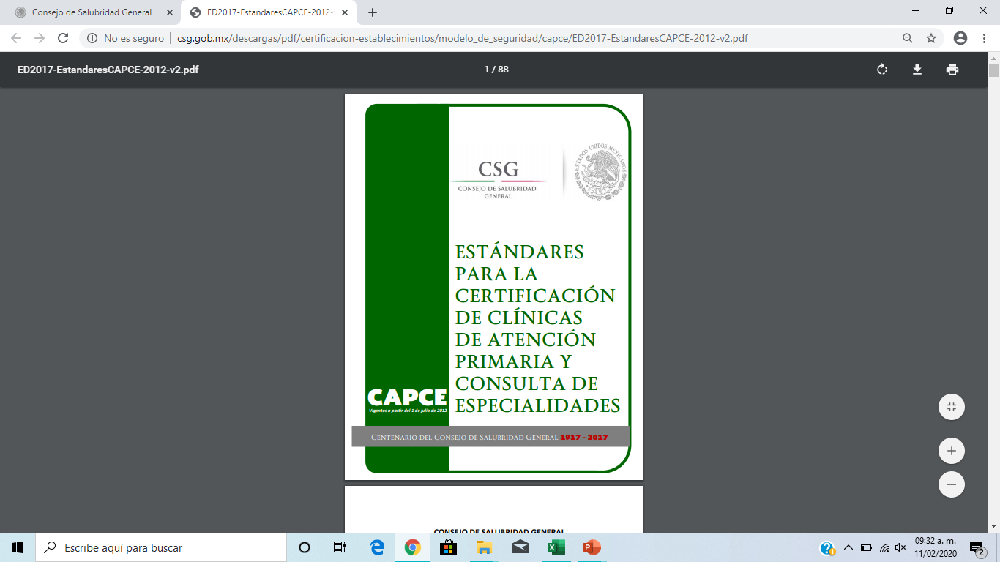 Consejo de Salubridad General
ED2017-EstandaresCAPCE-2012-
No es seguro
csg.gob.mx/descargas/pdf/certificacion-establecimientos/modelo_de_seguridad/capce/ED2017-EstandaresCAPCE-2012-v2.pdf
ED2017-EstandaresCAPCE-2012-v2.pdf
1 / 88
ESTADOS UNIDOS MEXICANOS
CSG
CONSEJO DE SALUBRIDAD
GENERAL
ESTÁNDARES
PARA LA
CERTIFICACIÓN
DE CLÍNICAS
DE ATENCIÓN
PRIMARIA Y
CONSULTA DE
ESPECIALIDADES
CAPCE
Vigentes a partir del 1 de julio de 2012
CENTENARIO DEL CONSEJO DE SALUBRIDAD GENERAL 1917 - 2017
CONSEJO DE SALUBRIDAD GENERAL
Escribe aquí para buscar
09:32 a. m.
11/02/2020
2